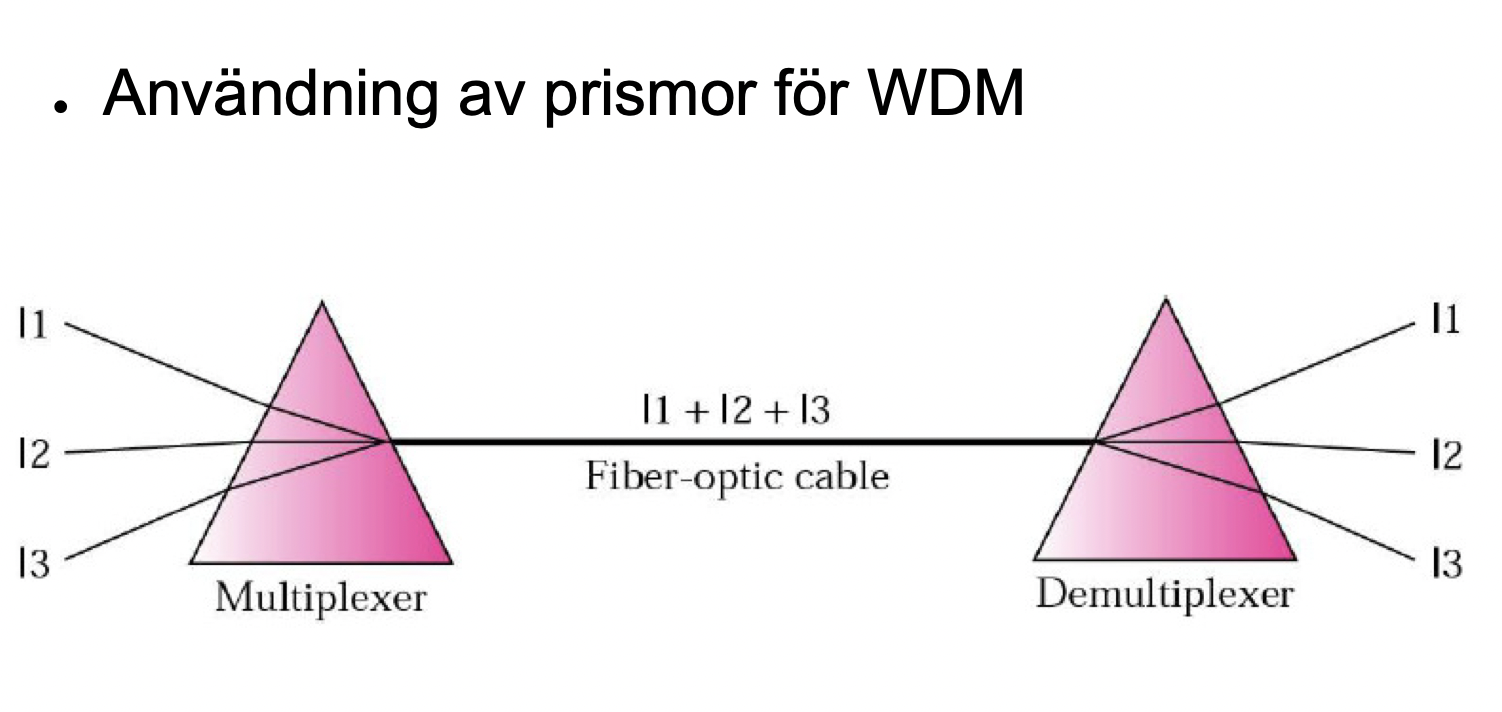 • Användning av prismor för WDM
l1
l2
l3
l1 + l2 + l3
Fiber-optic cable
Multiplexer
l1
l2
l3
Demultiplexer